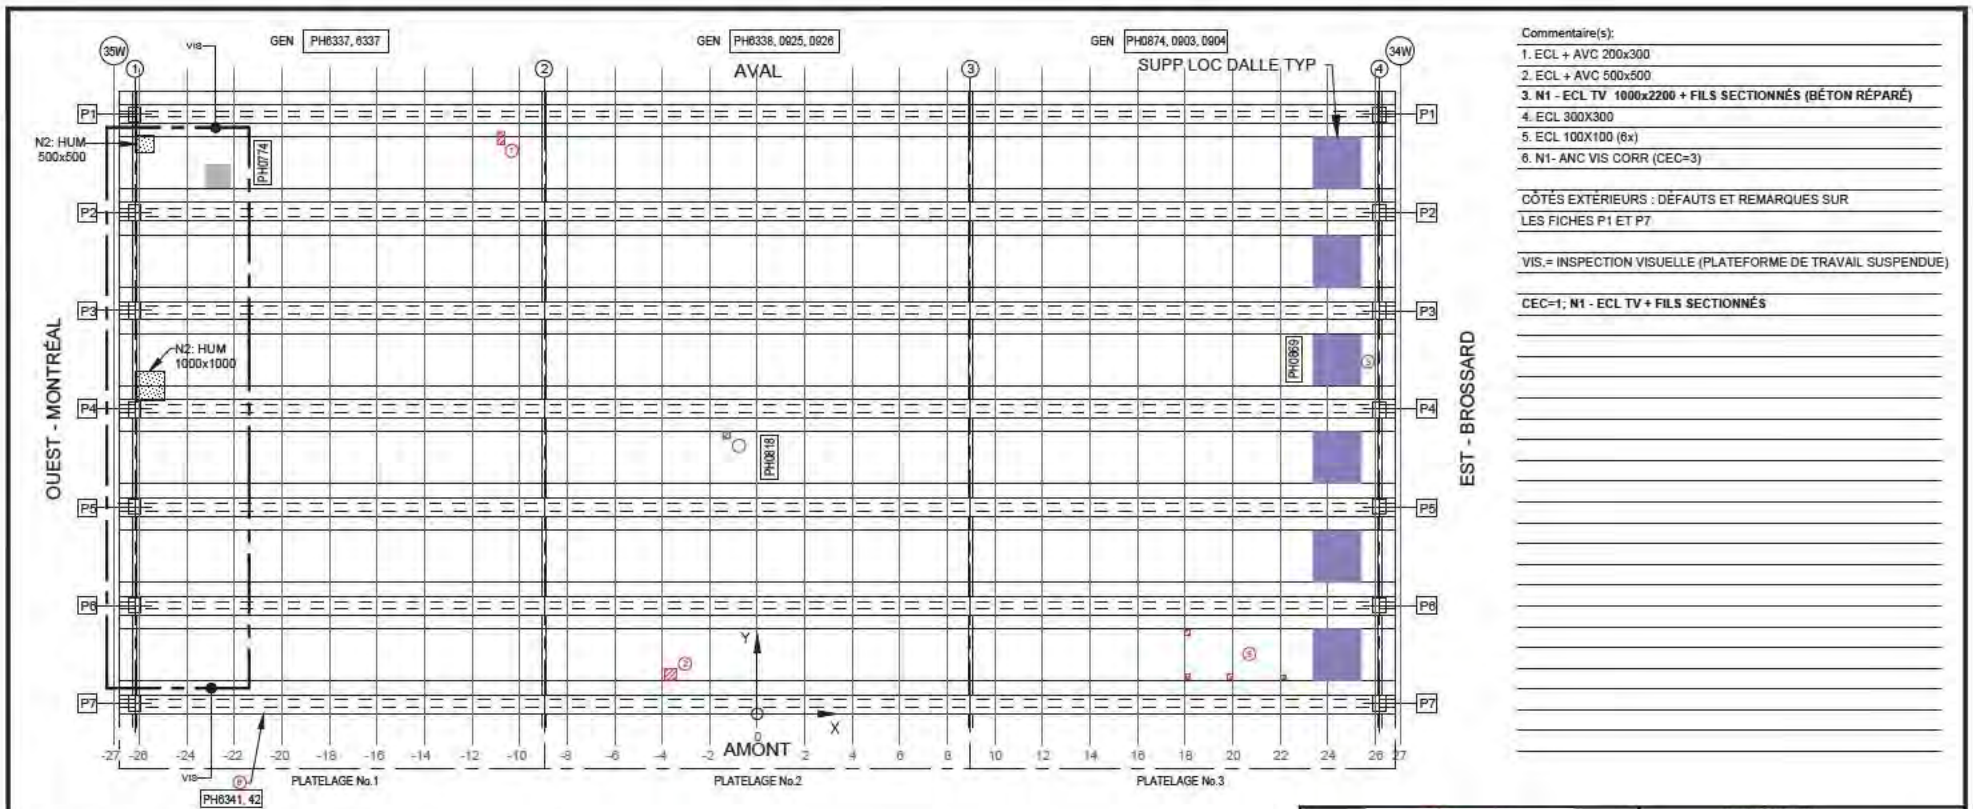 35W
VIS
GEN PH6337, 6337
GEN PH6338, 0925, 0926
GEN PH0874, 0903, 0904
34W
1
2
AVAL
3
SUPP LOC DALLE TYP
4
P1
P1
N2: HUM
500x500
PH0774
1
P2
P2
P3
P3
OUEST - MONTRÉAL
N2: HUM
1000x1000
PH0869
EST - BROSSARD
P4
P4
PH0818
P5
P5
P6
P6
Y
2
P7
P7
X
0
AMONT
-27 -26 -24 -22 -20 -18 -16 -14 -12 -10 -8 -6 -4 -2 2 4 6 8 10 12 14 16 18 20 22 24 26 27
VIS
PLATELAGE No.1
PLATELAGE No.2
PLATELAGE No.3
PH6341, 42
Commentaire(s):
1. ECL + AVC 200x300
2. ECL + AVC 500x500
3. N1 - ECL TV 1000x2200 + FILS SECTIONNÉS (BÉTON RÉPARÉ)
4. ECL 300X300
5. ECL 100X100 (6x)
6. N1- ANC VIS CORR (CEC=3)
CÔTÉS EXTÉRIEURS : DÉFAUTS ET REMARQUES SUR
LES FICHES P1 ET P7
VIS.= INSPECTION VISUELLE (PLATEFORME DE TRAVAIL SUSPENDUE)
CEC=1; N1 - ECL TV + FILS SECTIONNÉS